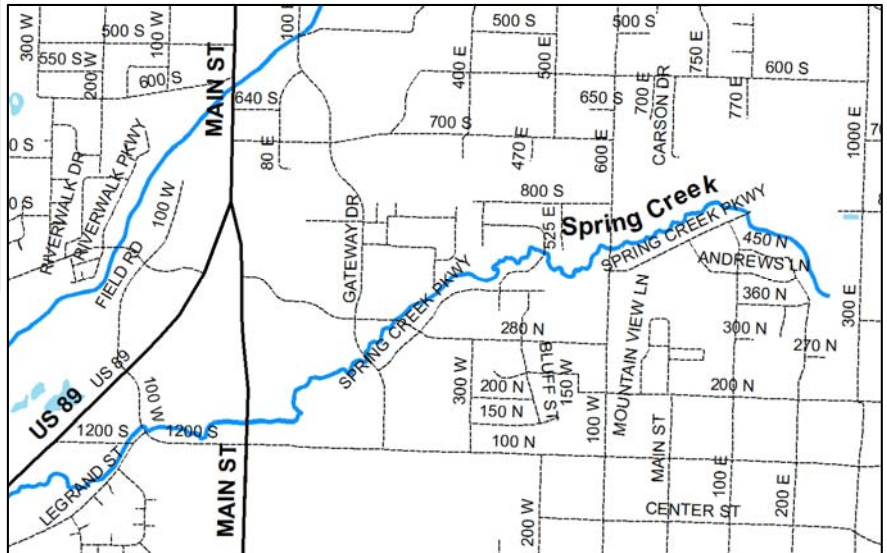 300 W
500 S
100 W
550 S
200 W
600 S
MAIN ST
100 E
500 S
500 S
400 E
500 E
750 E
600 S
640 S
650 S
700 E
CARSON DR
770 E
1000 E
700 S
80 E
470 E
600 E
0 S
0 S
RIVERWALK DR
RIVERWALK PKWY
100 W
FIELD RD
GATEWAY DR
800 S
525 E
Spring Creek
SPRING CREEK PKWY
450 N
ANDREWS LN
360 N
300 E
300 N
270 N
SPRING CREEK PKWY
280 N
MOUNTAIN VIEW LN
US 89
US 89
100 W
300 W
200 N
BLUFF ST
150 W
150 N
100 N
100 W
200 N
1200 S
1200 S
LEGRAND ST
MAIN ST
MAIN ST
100 E
200 E
200 W
CENTER ST